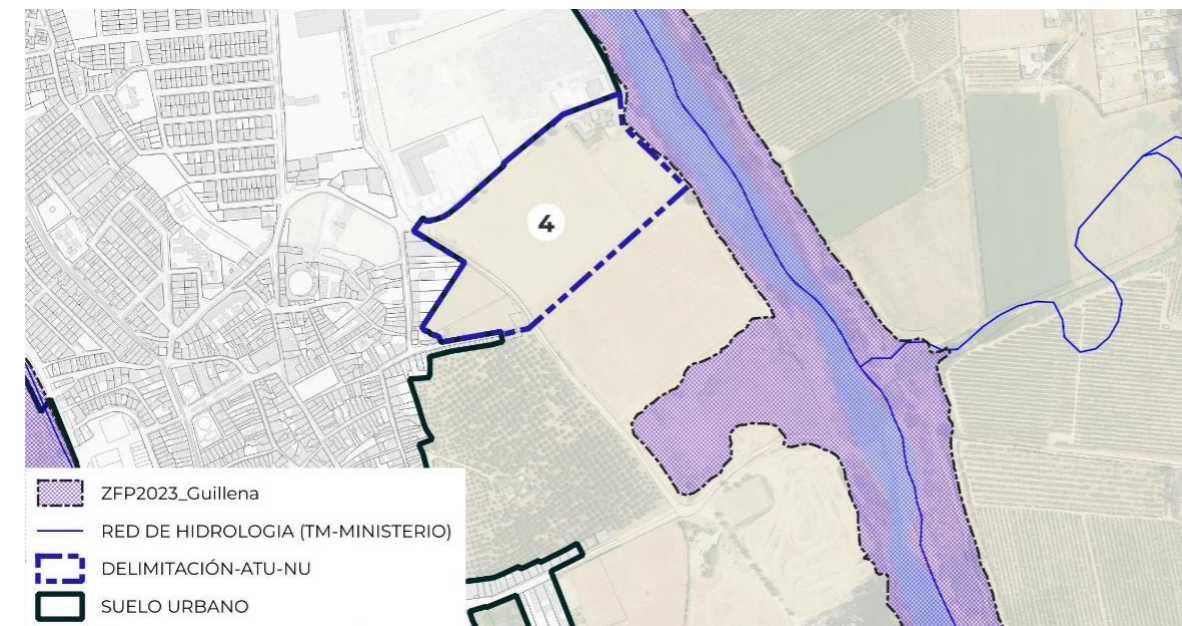 4
ZFP2023_Guillena
RED DE HIDROLOGIA (TM-MINISTERIO)
DELIMITACIÓN-ATU-NU
SUELO URBANO